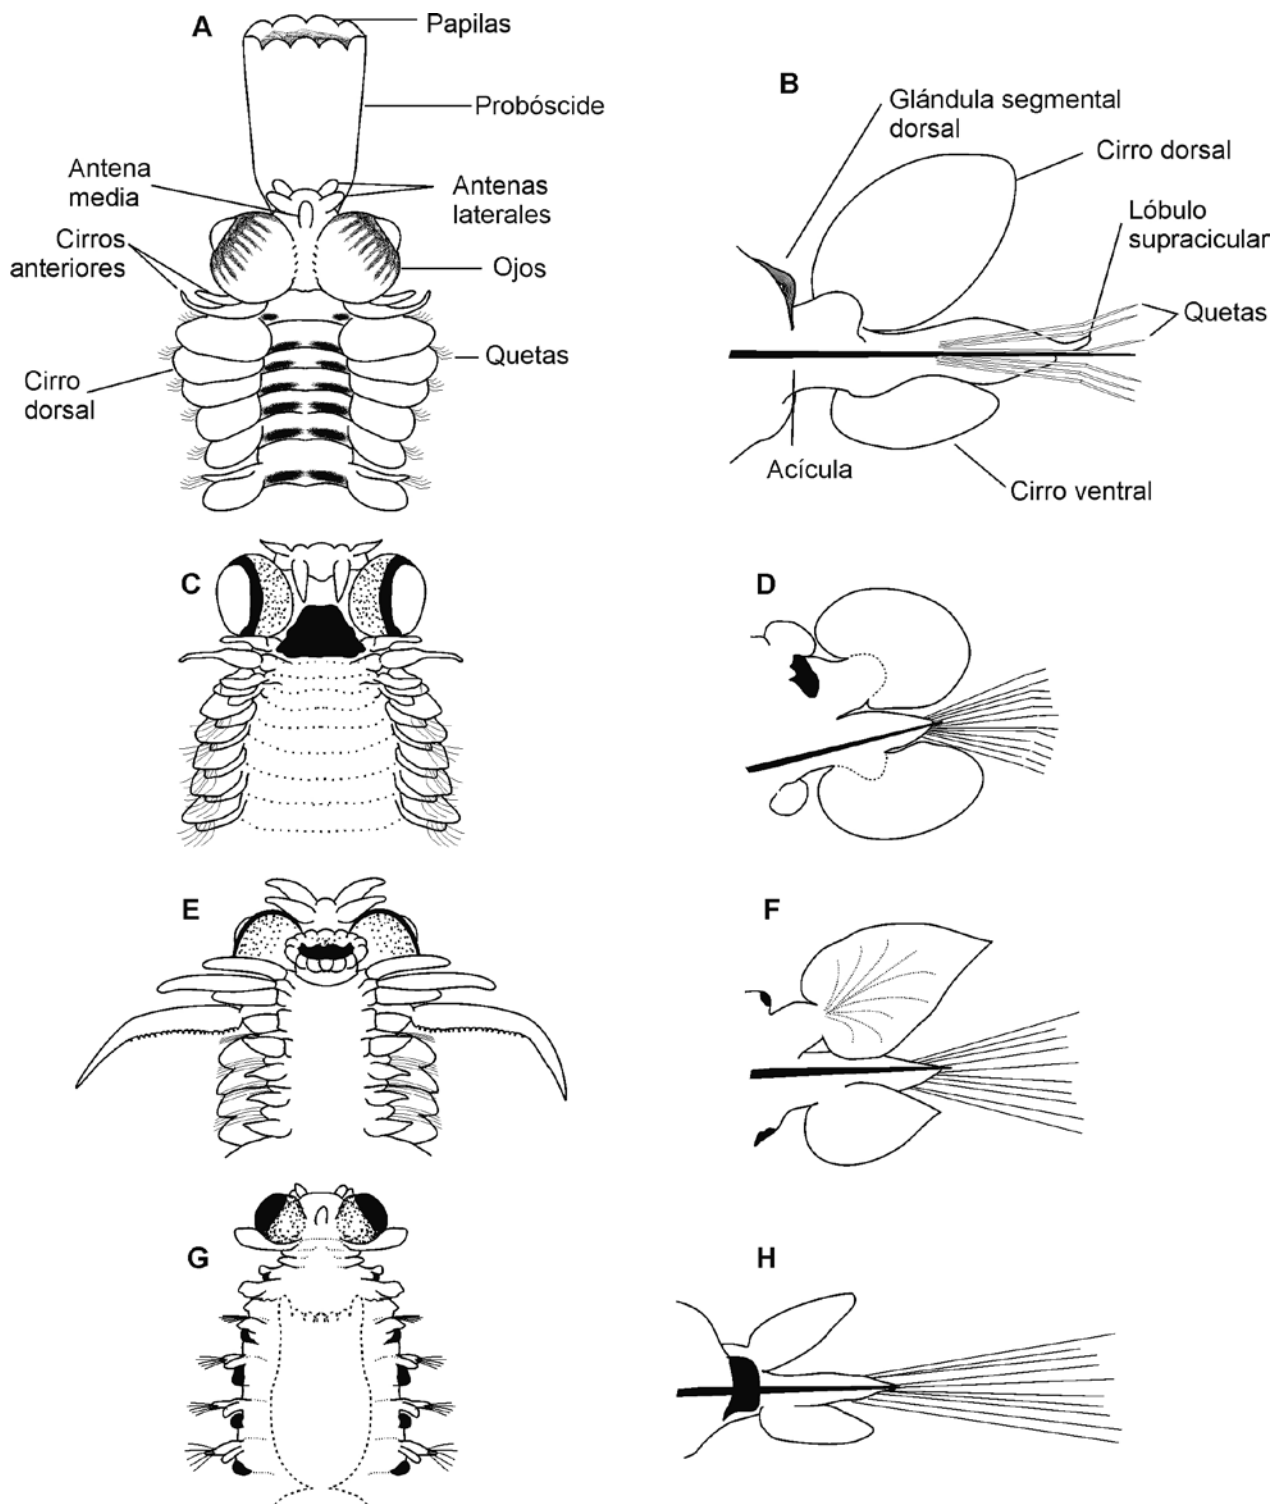 A
Papilas
Probóscide
Antena
media
Antenas
laterales
Cirros
anteriores
Ojos
Quetas
Cirro
dorsal
B
Glándula segmental
dorsal
Cirro dorsal
Lóbulo
supracicular
Quetas
Acícula
Cirro ventral
C
D
E
F
G
H